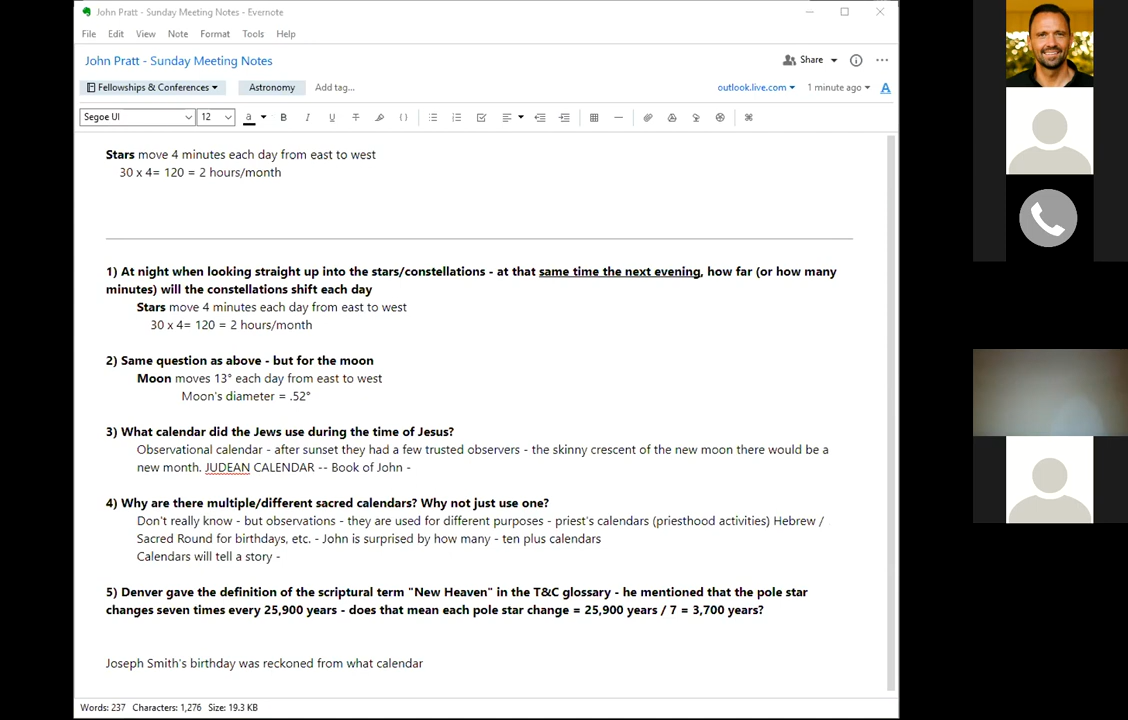 John Pratt - Sunday Meeting Notes - Evernote
File Edit View Note Format Tools Help
John Pratt - Sunday Meeting Notes
Share
Fellowships & Conferences
Astronomy
Add tag...
outlook.live.com
1 minute ago
A
Segoe UI
12
a
B I U T
Stars move 4 minutes each day from east to west
30 x 4= 120 = 2 hours/month
1) At night when looking straight up into the stars/constellations - at that same time the next evening, how far (or how many
minutes) will the constellations shift each day
Stars move 4 minutes each day from east to west
30 x 4= 120 = 2 hours/month
2) Same question as above - but for the moon
Moon moves 13° each day from east to west
Moon's diameter = .52°
3) What calendar did the Jews use during the time of Jesus?
Observational calendar - after sunset they had a few trusted observers - the skinny crescent of the new moon there would be a
new month. JUDEAN CALENDAR -- Book of John -
4) Why are there multiple/different sacred calendars? Why not just use one?
Don't really know - but observations - they are used for different purposes - priest's calendars (priesthood activities) Hebrew /
Sacred Round for birthdays, etc. - John is surprised by how many - ten plus calendars
Calendars will tell a story -
5) Denver gave the definition of the scriptural term "New Heaven" in the T&C glossary - he mentioned that the pole star
changes seven times every 25,900 years - does that mean each pole star change = 25,900 years / 7 = 3,700 years?
Joseph Smith's birthday was reckoned from what calendar
Words: 237 Characters: 1,276 Size: 19.3 KB